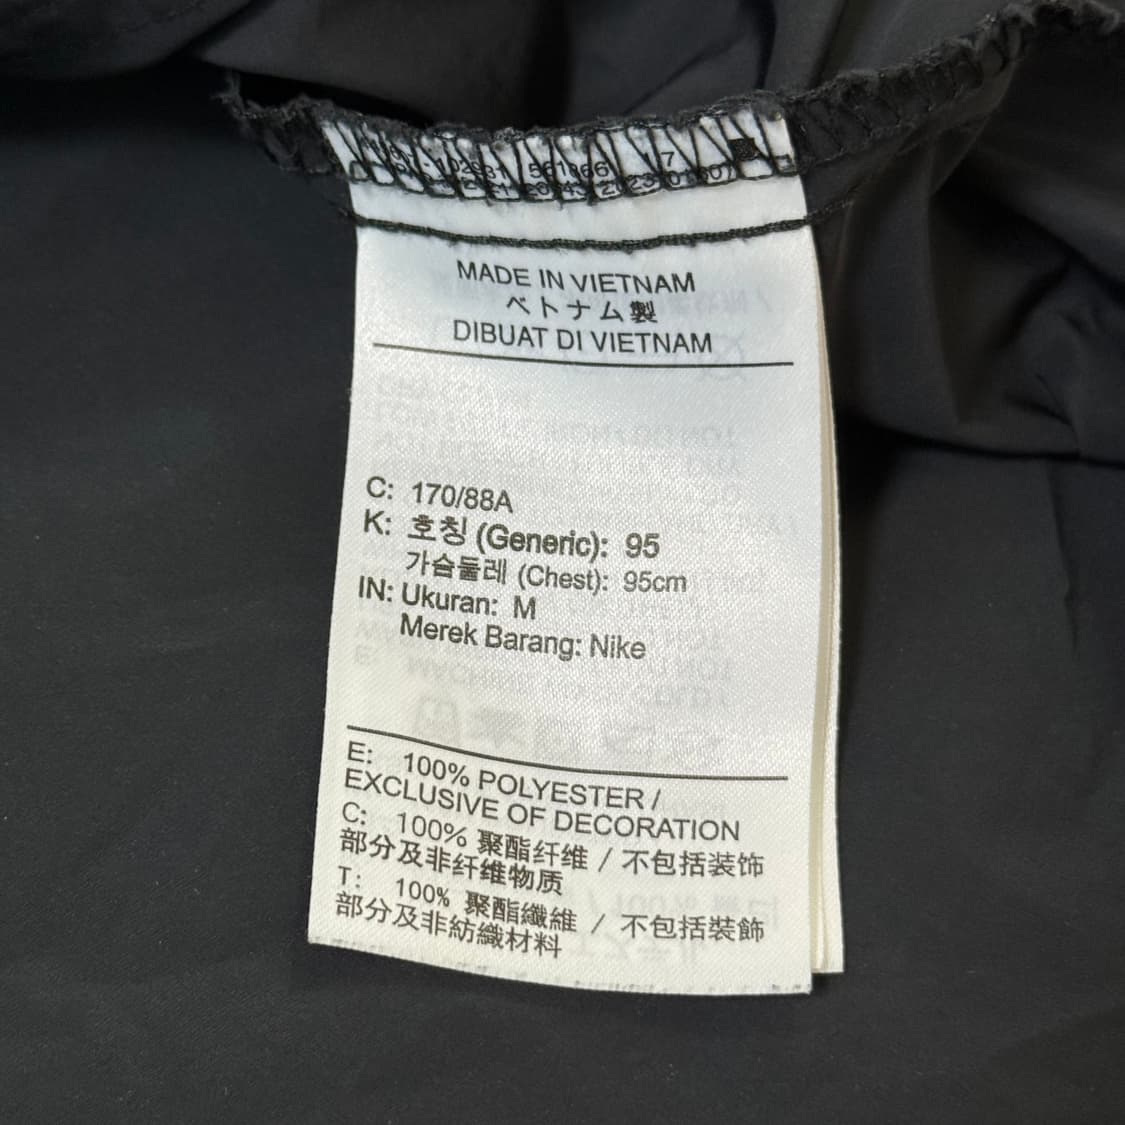 MADE IN VIETNAM
ベトナム製
DIBUAT DI VIETNAM
C: 170/88A
K: 호칭 (Generic): 95
가슴둘레 (Chest): 95cm
IN: Ukuran: M
Merek Barang: Nike
E: 100% POLYESTER /
EXCLUSIVE OF DECORATION
C: 100% 聚酯纤维 / 不包括装饰
部分及非纤维物质
T: 100% 聚酯纖維 / 不包括裝飾
部分及非紡織材料